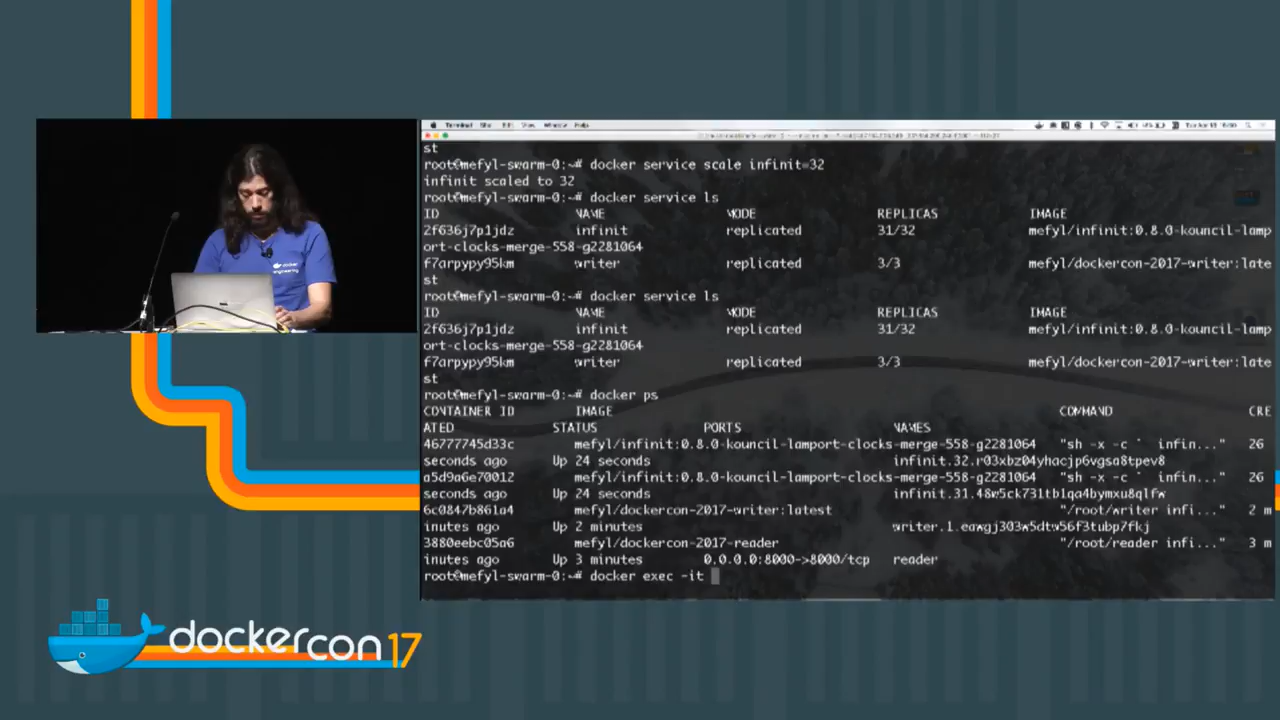 Terminal
Window Help
st
root@mefyl-swarm-0:~# docker service scale infinit=32
infinit scaled to 32
root@mefyl-swarm-0:~# docker service ls
ID NAME MODE REPLICAS IMAGE
2f636j7p1jdz infinit replicated 31/32 mefyl/infinit:0.8.0-kouncil-lamp
ort-clocks-merge-558-g2281064
f7arpypy95km writer replicated 3/3 mefyl/dockercon-2017-writer:late
st
root@mefyl-swarm-0:~# docker service ls
ID NAME MODE REPLICAS IMAGE
2f636j7p1jdz infinit replicated 31/32 mefyl/infinit:0.8.0-kouncil-lamp
ort-clocks-merge-558-g2281064
f7arpypy95km writer replicated 3/3 mefyl/dockercon-2017-writer:late
st
root@mefyl-swarm-0:~# docker ps
CONTAINER ID IMAGE COMMAND CRE
ATED STATUS PORTS NAMES
46777745d33c mefyl/infinit:0.8.0-kouncil-lamport-clocks-merge-558-g2281064 "sh -x -c ` infin..." 26
seconds ago Up 24 seconds infinit.32.r03xbz04yhacjp6vgsa8tpev8
a5d9a6e70012 mefyl/infinit:0.8.0-kouncil-lamport-clocks-merge-558-g2281064 "sh -x -c ` infin..." 26
seconds ago Up 24 seconds infinit.31.48w5ck731tb1qa4bymxu8qlfw
6c0847b861a4 mefyl/dockercon-2017-writer:latest "/root/writer infi..." 2 m
inutes ago Up 2 minutes writer.1.eawgj303w5dtw56f3tubp7fkj
3880eebc05a6 mefyl/dockercon-2017-reader "/root/reader infi..." 3 m
inutes ago Up 3 minutes 0.0.0.0:8000->8000/tcp reader
root@mefyl-swarm-0:~# docker exec -it
docker
engineering
dockercon 17